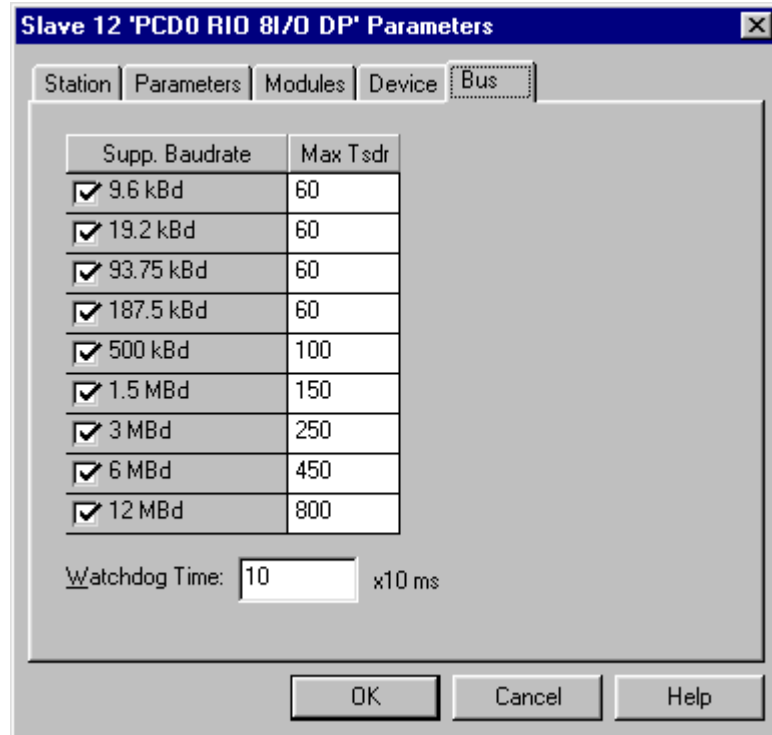 Slave 12 'PCD0 RIO 8I/O DP' Parameters
Station Parameters Modules Device Bus
Supp. Baudrate Max Tsdr
9.6 kBd 60
19.2 kBd 60
93.75 kBd 60
187.5 kBd 60
500 kBd 100
1.5 MBd 150
3 MBd 250
6 MBd 450
12 MBd 800
Watchdog Time: 10 x10 ms
OK Cancel Help